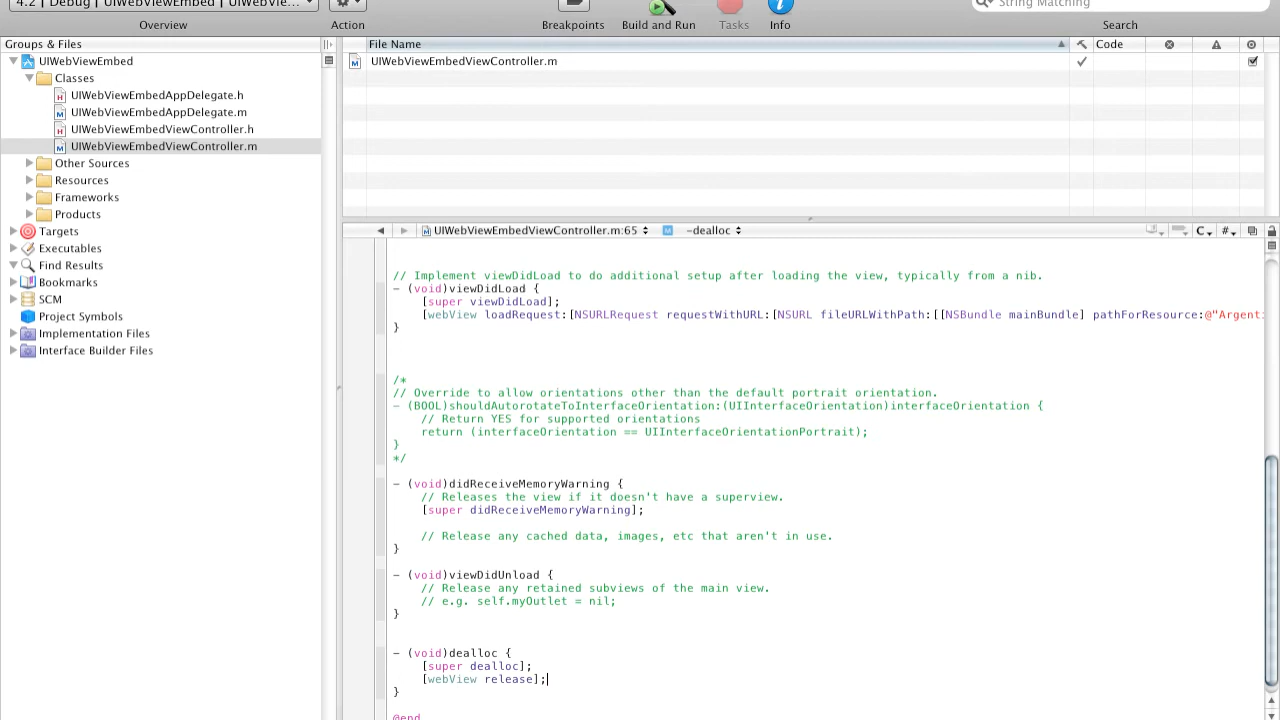 4.2 | Debug | UIWebViewEmbed | UIWebVie...
String Matching
Overview
Action
Breakpoints
Build and Run
Tasks
Info
Search
Groups & Files
File Name
Code
UIWebViewEmbed
UIWebViewEmbedViewController.m
Classes
UIWebViewEmbedAppDelegate.h
UIWebViewEmbedAppDelegate.m
UIWebViewEmbedViewController.h
UIWebViewEmbedViewController.m
Other Sources
Resources
Frameworks
Products
Targets
Executables
Find Results
Bookmarks
SCM
Project Symbols
Implementation Files
Interface Builder Files
UIWebViewEmbedViewController.m:65
M
-dealloc
C
#
// Implement viewDidLoad to do additional setup after loading the view, typically from a nib.
- (void)viewDidLoad {
[super viewDidLoad];
[webView loadRequest:[NSURLRequest requestWithURL:[NSURL fileURLWithPath:[[NSBundle mainBundle] pathForResource:@"Argenti
}
/*
// Override to allow orientations other than the default portrait orientation.
- (BOOL)shouldAutorotateToInterfaceOrientation:(UIInterfaceOrientation)interfaceOrientation {
// Return YES for supported orientations
return (interfaceOrientation == UIInterfaceOrientationPortrait);
}
*/
- (void)didReceiveMemoryWarning {
// Releases the view if it doesn't have a superview.
[super didReceiveMemoryWarning];
// Release any cached data, images, etc that aren't in use.
}
- (void)viewDidUnload {
// Release any retained subviews of the main view.
// e.g. self.myOutlet = nil;
}
- (void)dealloc {
[super dealloc];
[webView release];
}
@end